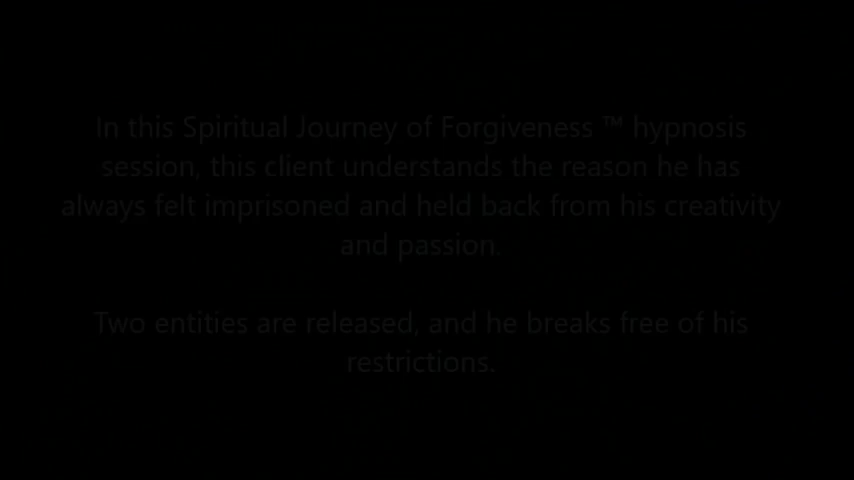 In this Spiritual Journey of Forgiveness ™ hypnosis
session, this client understands the reason he has
always felt imprisoned and held back from his creativity
and passion.
Two entities are released, and he breaks free of his
restrictions.